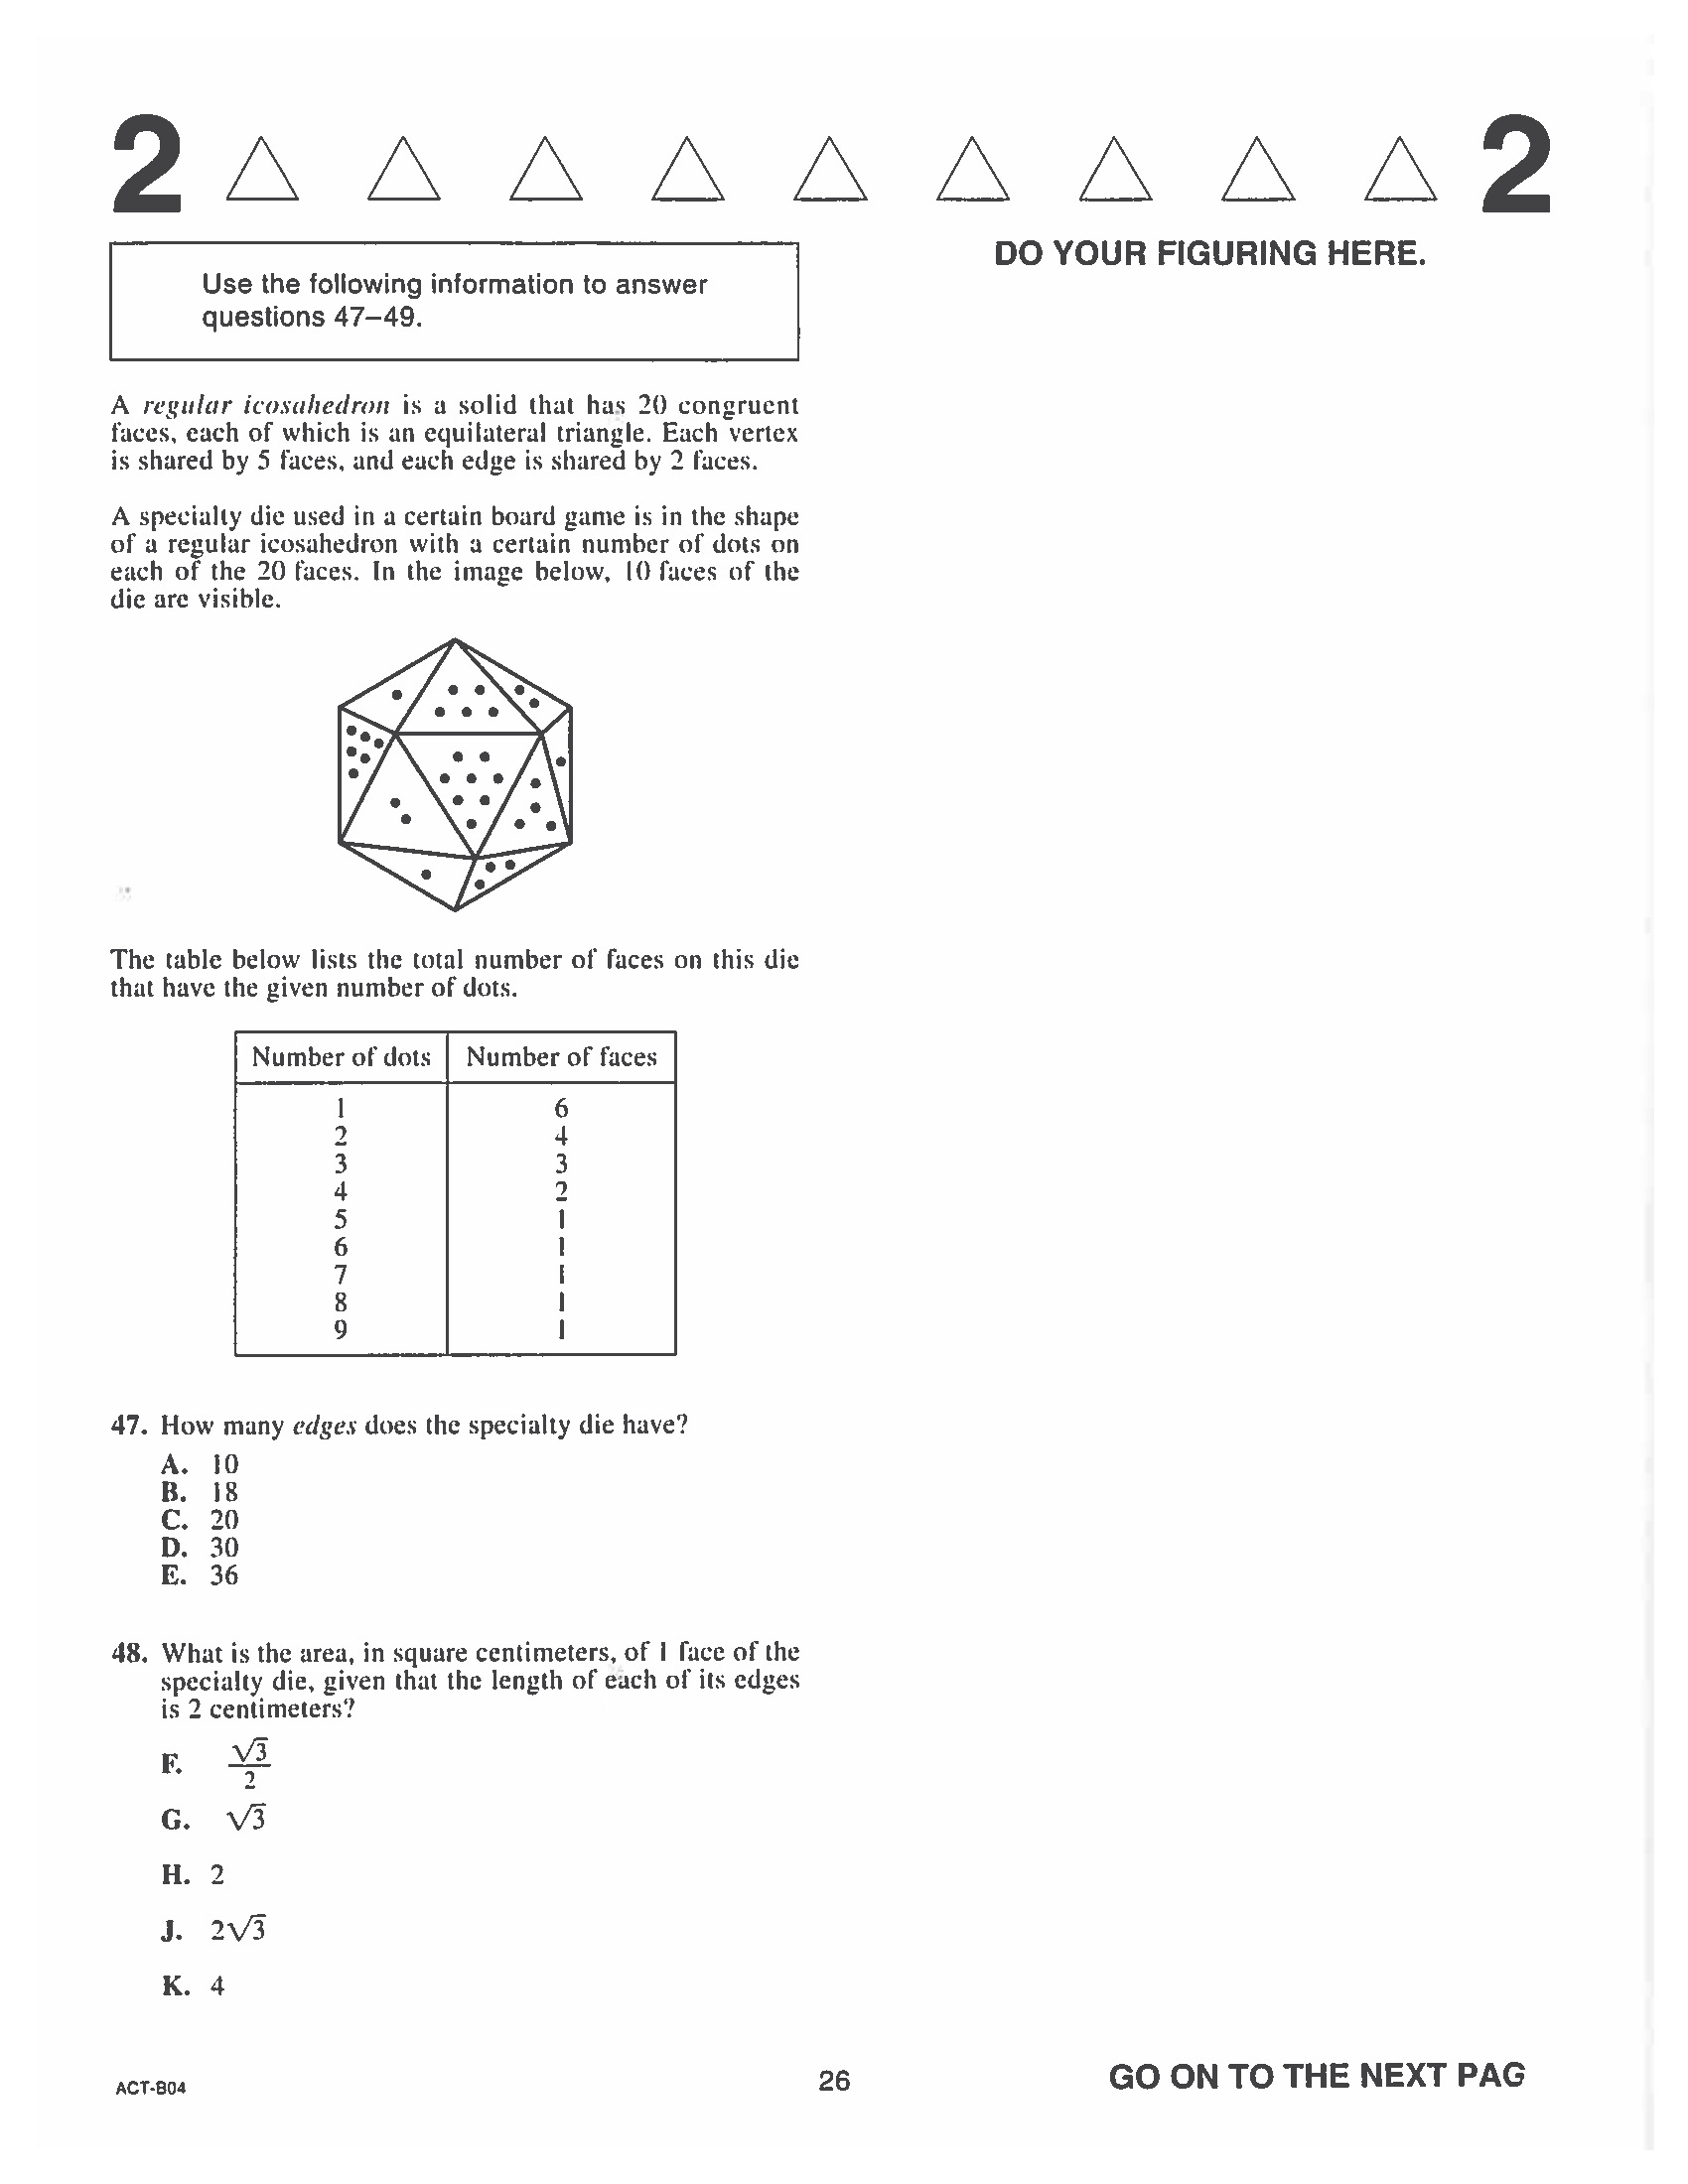 2 2
DO YOUR FIGURING HERE.
Use the following information to answer
questions 47–49.
A regular icosahedron is a solid that has 20 congruent
faces, each of which is an equilateral triangle. Each vertex
is shared by 5 faces, and each edge is shared by 2 faces.
A specialty die used in a certain board game is in the shape
of a regular icosahedron with a certain number of dots on
each of the 20 faces. In the image below, 10 faces of the
die are visible.
The table below lists the total number of faces on this die
that have the given number of dots.
Number of dots Number of faces
1 6
2 4
3 3
4 2
5 1
6 1
7 1
8 1
9 1
47. How many edges does the specialty die have?
A. 10
B. 18
C. 20
D. 30
E. 36
48. What is the area, in square centimeters, of 1 face of the
specialty die, given that the length of each of its edges
is 2 centimeters?
F. √3/2
G. √3
H. 2
J. 2√3
K. 4
ACT-B04 26 GO ON TO THE NEXT PAG